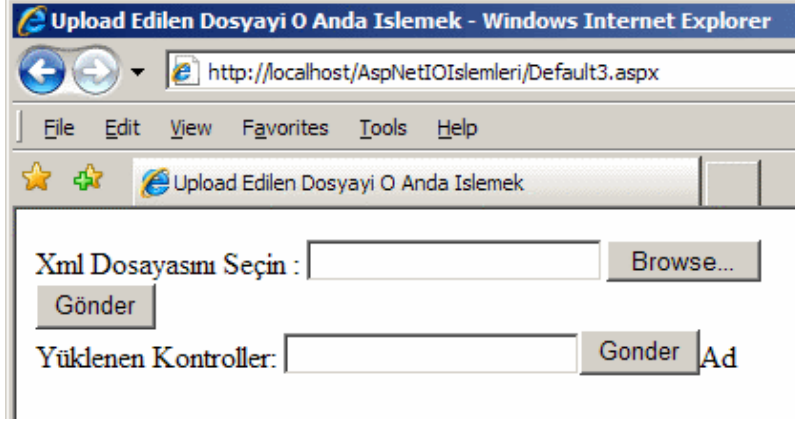 Upload Edilen Dosyayi O Anda Islemek - Windows Internet Explorer
http://localhost/AspNetIOIslemleri/Default3.aspx
File Edit View Favorites Tools Help
Upload Edilen Dosyayi O Anda Islemek
Xml Dosayasını Seçin : Browse...
Gönder
Yüklenen Kontroller: Gonder Ad